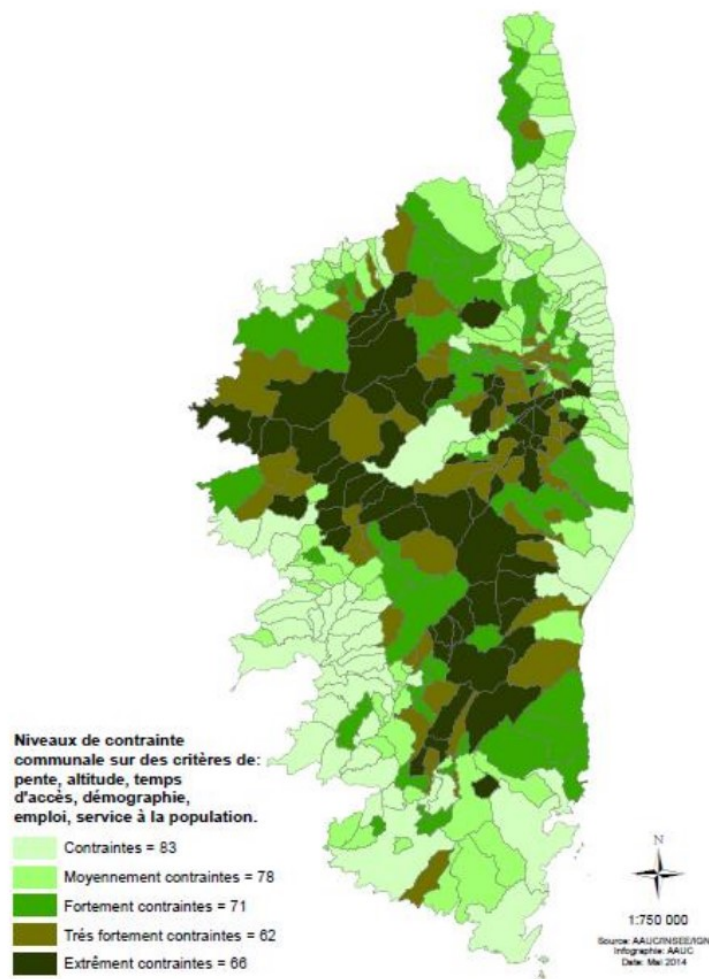 Niveaux de contrainte
communale sur des critères de:
pente, altitude, temps
d'accès, démographie,
emploi, service à la population.
Contraintes = 83
Moyennement contraintes = 78
Fortement contraintes = 71
Trés fortement contraintes = 62
Extrêment contraintes = 66
N
1:750 000
Source: AAUC/INSEE/IGN
Infographie: AAUC
Date: Mai 2014